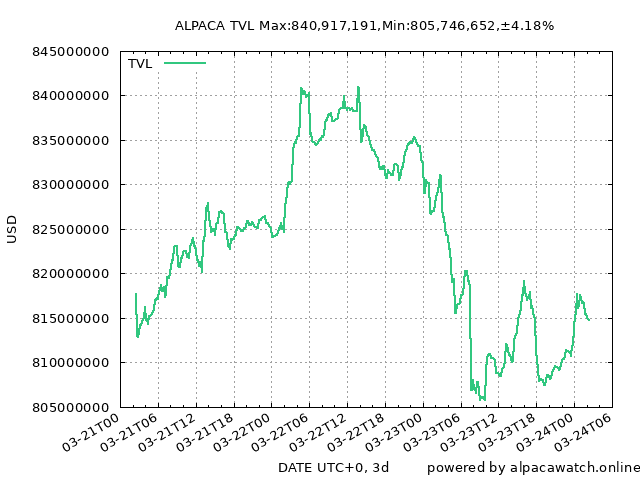 ALPACA TVL Max:840,917,191,Min:805,746,652,±4.18%
845000000
TVL
840000000
835000000
830000000
825000000
820000000
815000000
810000000
805000000
USD
03-21T00
03-21T06
03-21T12
03-21T18
03-22T00
03-22T06
03-22T12
03-22T18
03-23T00
03-23T06
03-23T12
03-23T18
03-24T00
03-24T06
DATE UTC+0, 3d
powered by alpacawatch.online